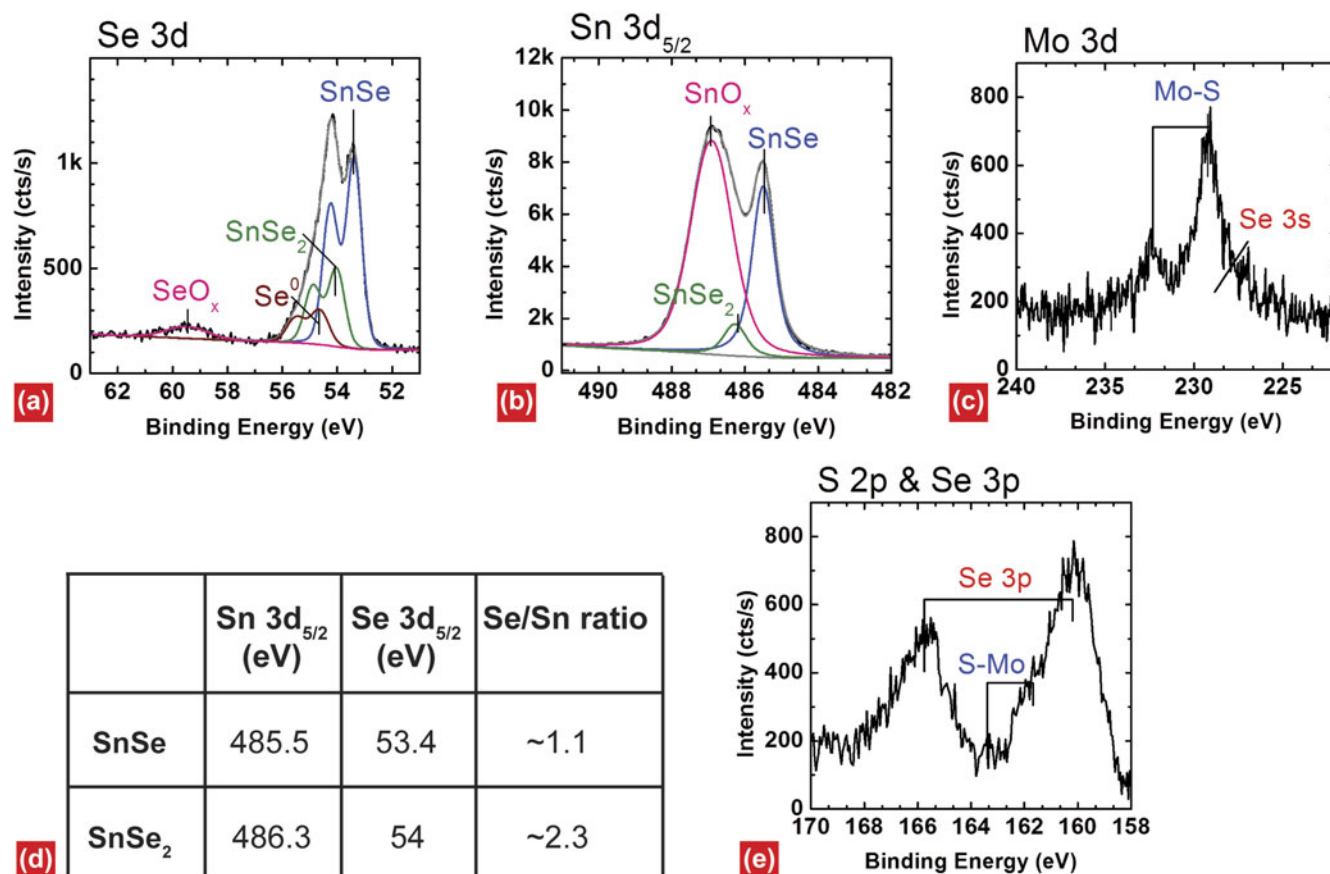 Se 3d
Intensity (cts/s)
1k
500
0
SnSe
SnSe₂
Se⁰
SeOₓ
62 60 58 56 54 52
Binding Energy (eV)
(a)
Sn 3d₅/₂
Intensity (cts/s)
12k
10k
8k
6k
4k
2k
0
SnOₓ
SnSe
SnSe₂
490 488 486 484 482
Binding Energy (eV)
(b)
Mo 3d
Intensity (cts/s)
800
600
400
200
0
Mo-S
Se 3s
240 235 230 225
Binding Energy (eV)
(c)
Sn 3d₅/₂ (eV) Se 3d₅/₂ (eV) Se/Sn ratio
SnSe 485.5 53.4 ~1.1
SnSe₂ 486.3 54 ~2.3
(d)
S 2p & Se 3p
Intensity (cts/s)
800
600
400
200
0
Se 3p
S-Mo
170 168 166 164 162 160 158
Binding Energy (eV)
(e)